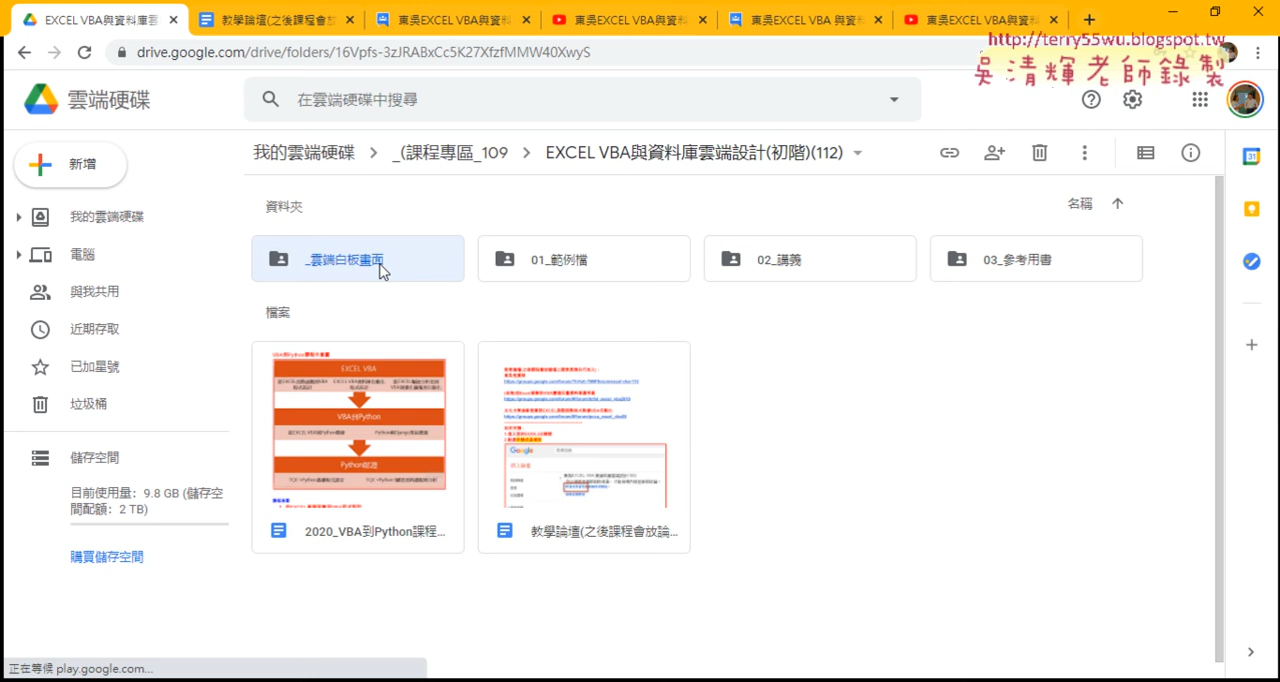 EXCEL VBA與資料庫雲
教學論壇(之後課程會放
東吳EXCEL VBA與資料
東吳EXCEL VBA與資料
東吳EXCEL VBA 與資料
東吳EXCEL VBA與資料
drive.google.com/drive/folders/16Vpfs-3zJRABxCc5K27XfzfMMW40XwyS
http://terry55wu.blogspot.tw
吳清輝老師錄製
雲端硬碟
在雲端硬碟中搜尋
新增
我的雲端硬碟
_(課程專區_109
EXCEL VBA與資料庫雲端設計(初階)(112)
我的雲端硬碟
電腦
與我共用
近期存取
已加星號
垃圾桶
儲存空間
目前使用量：9.8 GB (儲存
空間配額：2 TB)
購買儲存空間
資料夾
名稱
_雲端白板畫面
01_範例檔
02_講義
03_參考用書
檔案
EXCEL VBA
VBA到Python
Python認證
Google
2020_VBA到Python課程...
教學論壇(之後課程會放論...
31
正在等候 play.google.com...